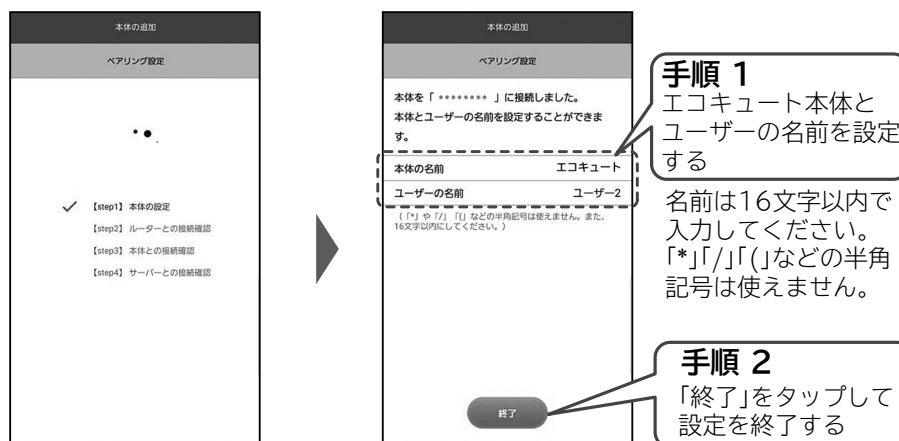 本体の追加
ペアリング設定
【step1】 本体の設定
【step2】 ルーターとの接続確認
【step3】 本体との接続確認
【step4】 サーバーとの接続確認
本体の追加
ペアリング設定
本体を「 ******** 」に接続しました。
本体とユーザーの名前を設定することができま
す。
本体の名前 エコキュート
ユーザーの名前 ユーザー2
（「*」や「/」「(」などの半角記号は使えません。また、
16文字以内にしてください。）
終了
手順 1
エコキュート本体と
ユーザーの名前を設定
する
名前は16文字以内で
入力してください。
「*」「/」「(」などの半角
記号は使えません。
手順 2
「終了」をタップして
設定を終了する